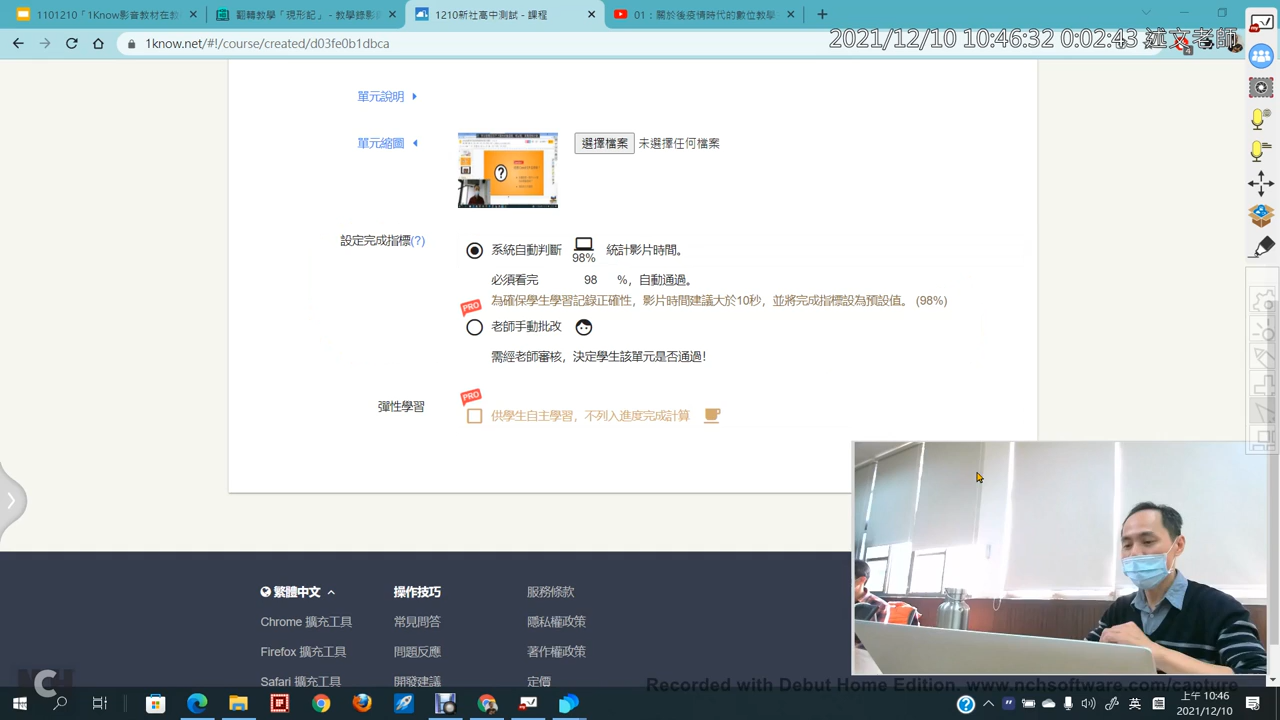 1101210「1Know影音教材在教
翻轉教學「現形記」 - 教學錄影
1210新社高中測試 - 課程
01：關於後疫情時代的數位教學
1know.net/#!/course/created/d03fe0b1dbca
2021/12/10 10:46:32 0:02:43 述文老師
單元說明
單元縮圖
選擇檔案 未選擇任何檔案
設定完成指標(?)
系統自動判斷 98% 統計影片時間。
必須看完 98 %，自動通過。
為確保學生學習記錄正確性，影片時間建議大於10秒，並將完成指標設為預設值。 (98%)
PRO
老師手動批改
需經老師審核，決定學生該單元是否通過!
PRO
彈性學習
供學生自主學習，不列入進度完成計算
繁體中文 操作技巧 服務條款
Chrome 擴充工具 常見問答 隱私權政策
Firefox 擴充工具 問題反應 著作權政策
Safari 擴充工具 開發建議 定價
NCH
Recorded with Debut Home Edition. www.nchsoftware.com/capture
英
上午 10:46
2021/12/10